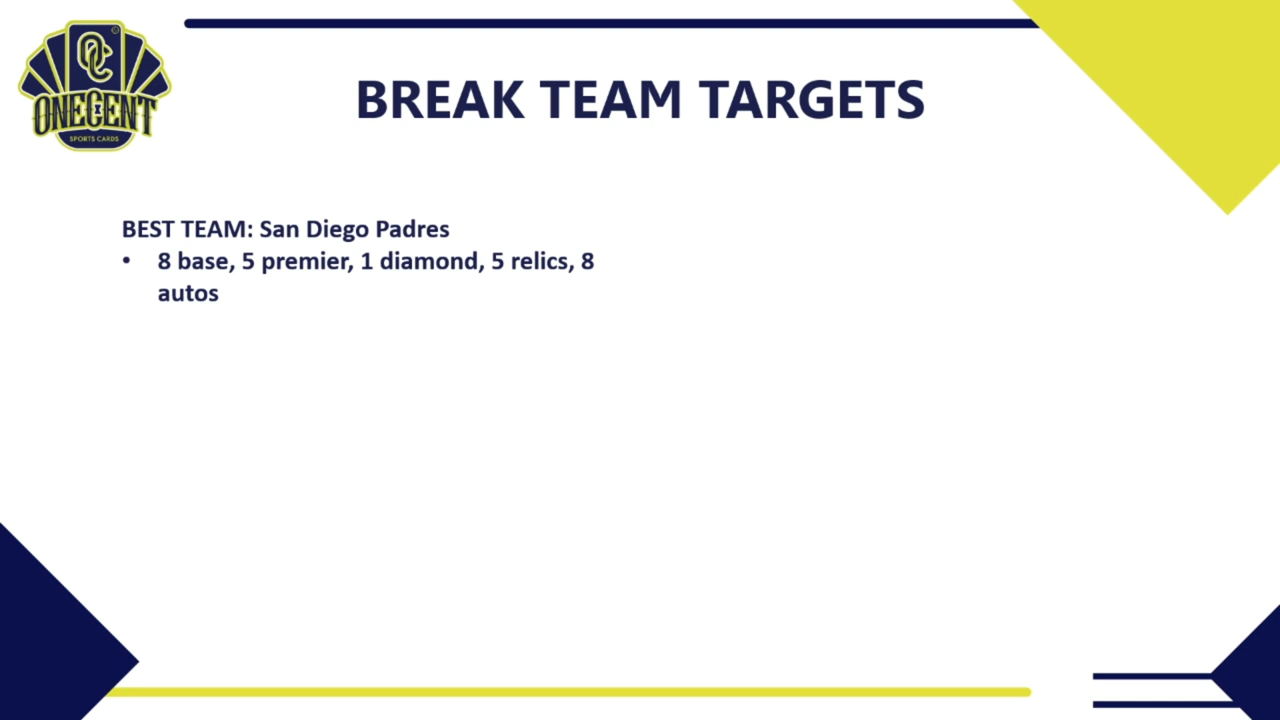 OC
ONECENT
SPORTS CARDS
BREAK TEAM TARGETS
BEST TEAM: San Diego Padres
• 8 base, 5 premier, 1 diamond, 5 relics, 8
autos